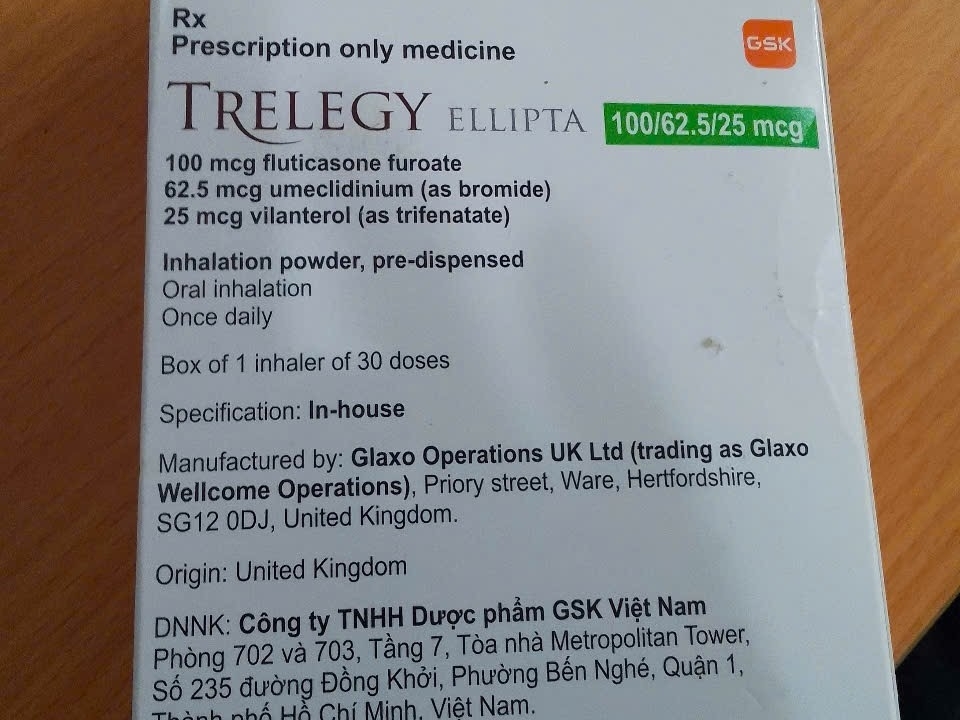 Rx
Prescription only medicine
GSK
TRELEGY ELLIPTA 100/62.5/25 mcg
100 mcg fluticasone furoate
62.5 mcg umeclidinium (as bromide)
25 mcg vilanterol (as trifenatate)
Inhalation powder, pre-dispensed
Oral inhalation
Once daily
Box of 1 inhaler of 30 doses
Specification: In-house
Manufactured by: Glaxo Operations UK Ltd (trading as Glaxo
Wellcome Operations), Priory street, Ware, Hertfordshire,
SG12 0DJ, United Kingdom.
Origin: United Kingdom
DNNK: Công ty TNHH Dược phẩm GSK Việt Nam
Phòng 702 và 703, Tầng 7, Tòa nhà Metropolitan Tower,
Số 235 đường Đồng Khởi, Phường Bến Nghé, Quận 1,
Thành phố Hồ Chí Minh, Việt Nam.